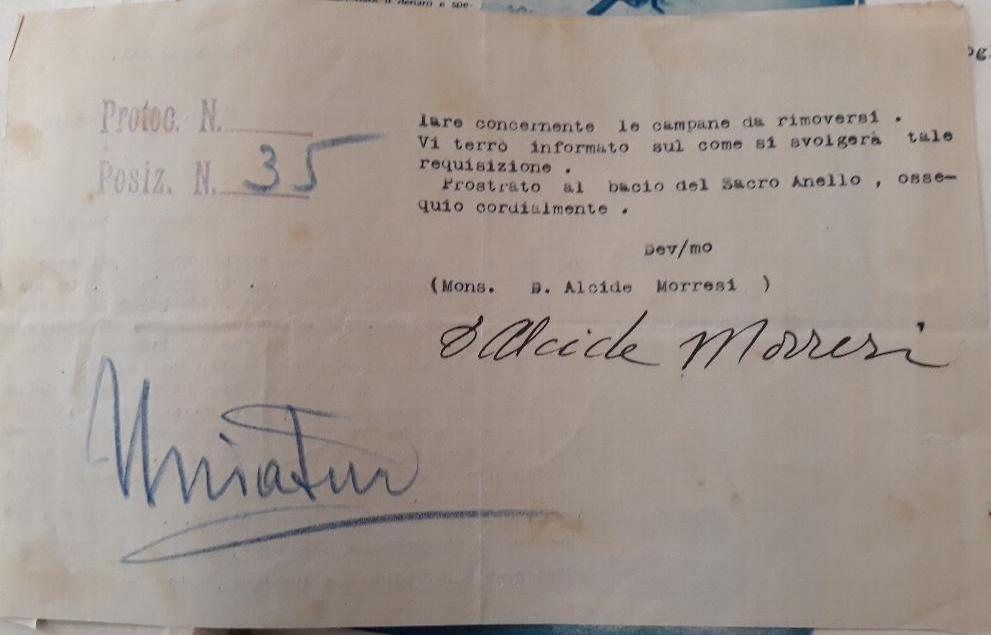 Protoc. N.
Posiz. N. 35
lare concernente le campane da rimoversi .
Vi terrò informato sul come si svolgerà tale
requisizione .
Prostrato al bacio del Sacro Anello , osse-
quio cordialmente .
Dev/mo
(Mons. D. Alcide Morresi )
D Alcide Morresi
Uniatur